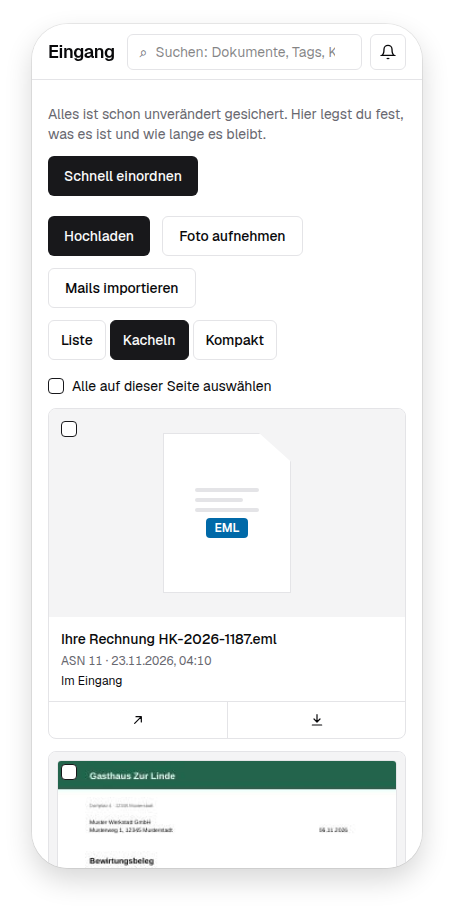 Eingang
Suchen: Dokumente, Tags, K
Alles ist schon unverändert gesichert. Hier legst du fest,
was es ist und wie lange es bleibt.
Schnell einordnen
Hochladen
Foto aufnehmen
Mails importieren
Liste
Kacheln
Kompakt
Alle auf dieser Seite auswählen
EML
Ihre Rechnung HK-2026-1187.eml
ASN 11 · 23.11.2026, 04:10
Im Eingang
Gasthaus Zur Linde
Muster Werkstatt GmbH
Musterweg 1, 12345 Musterstadt
06.11.2026
Bewirtungsbeleg